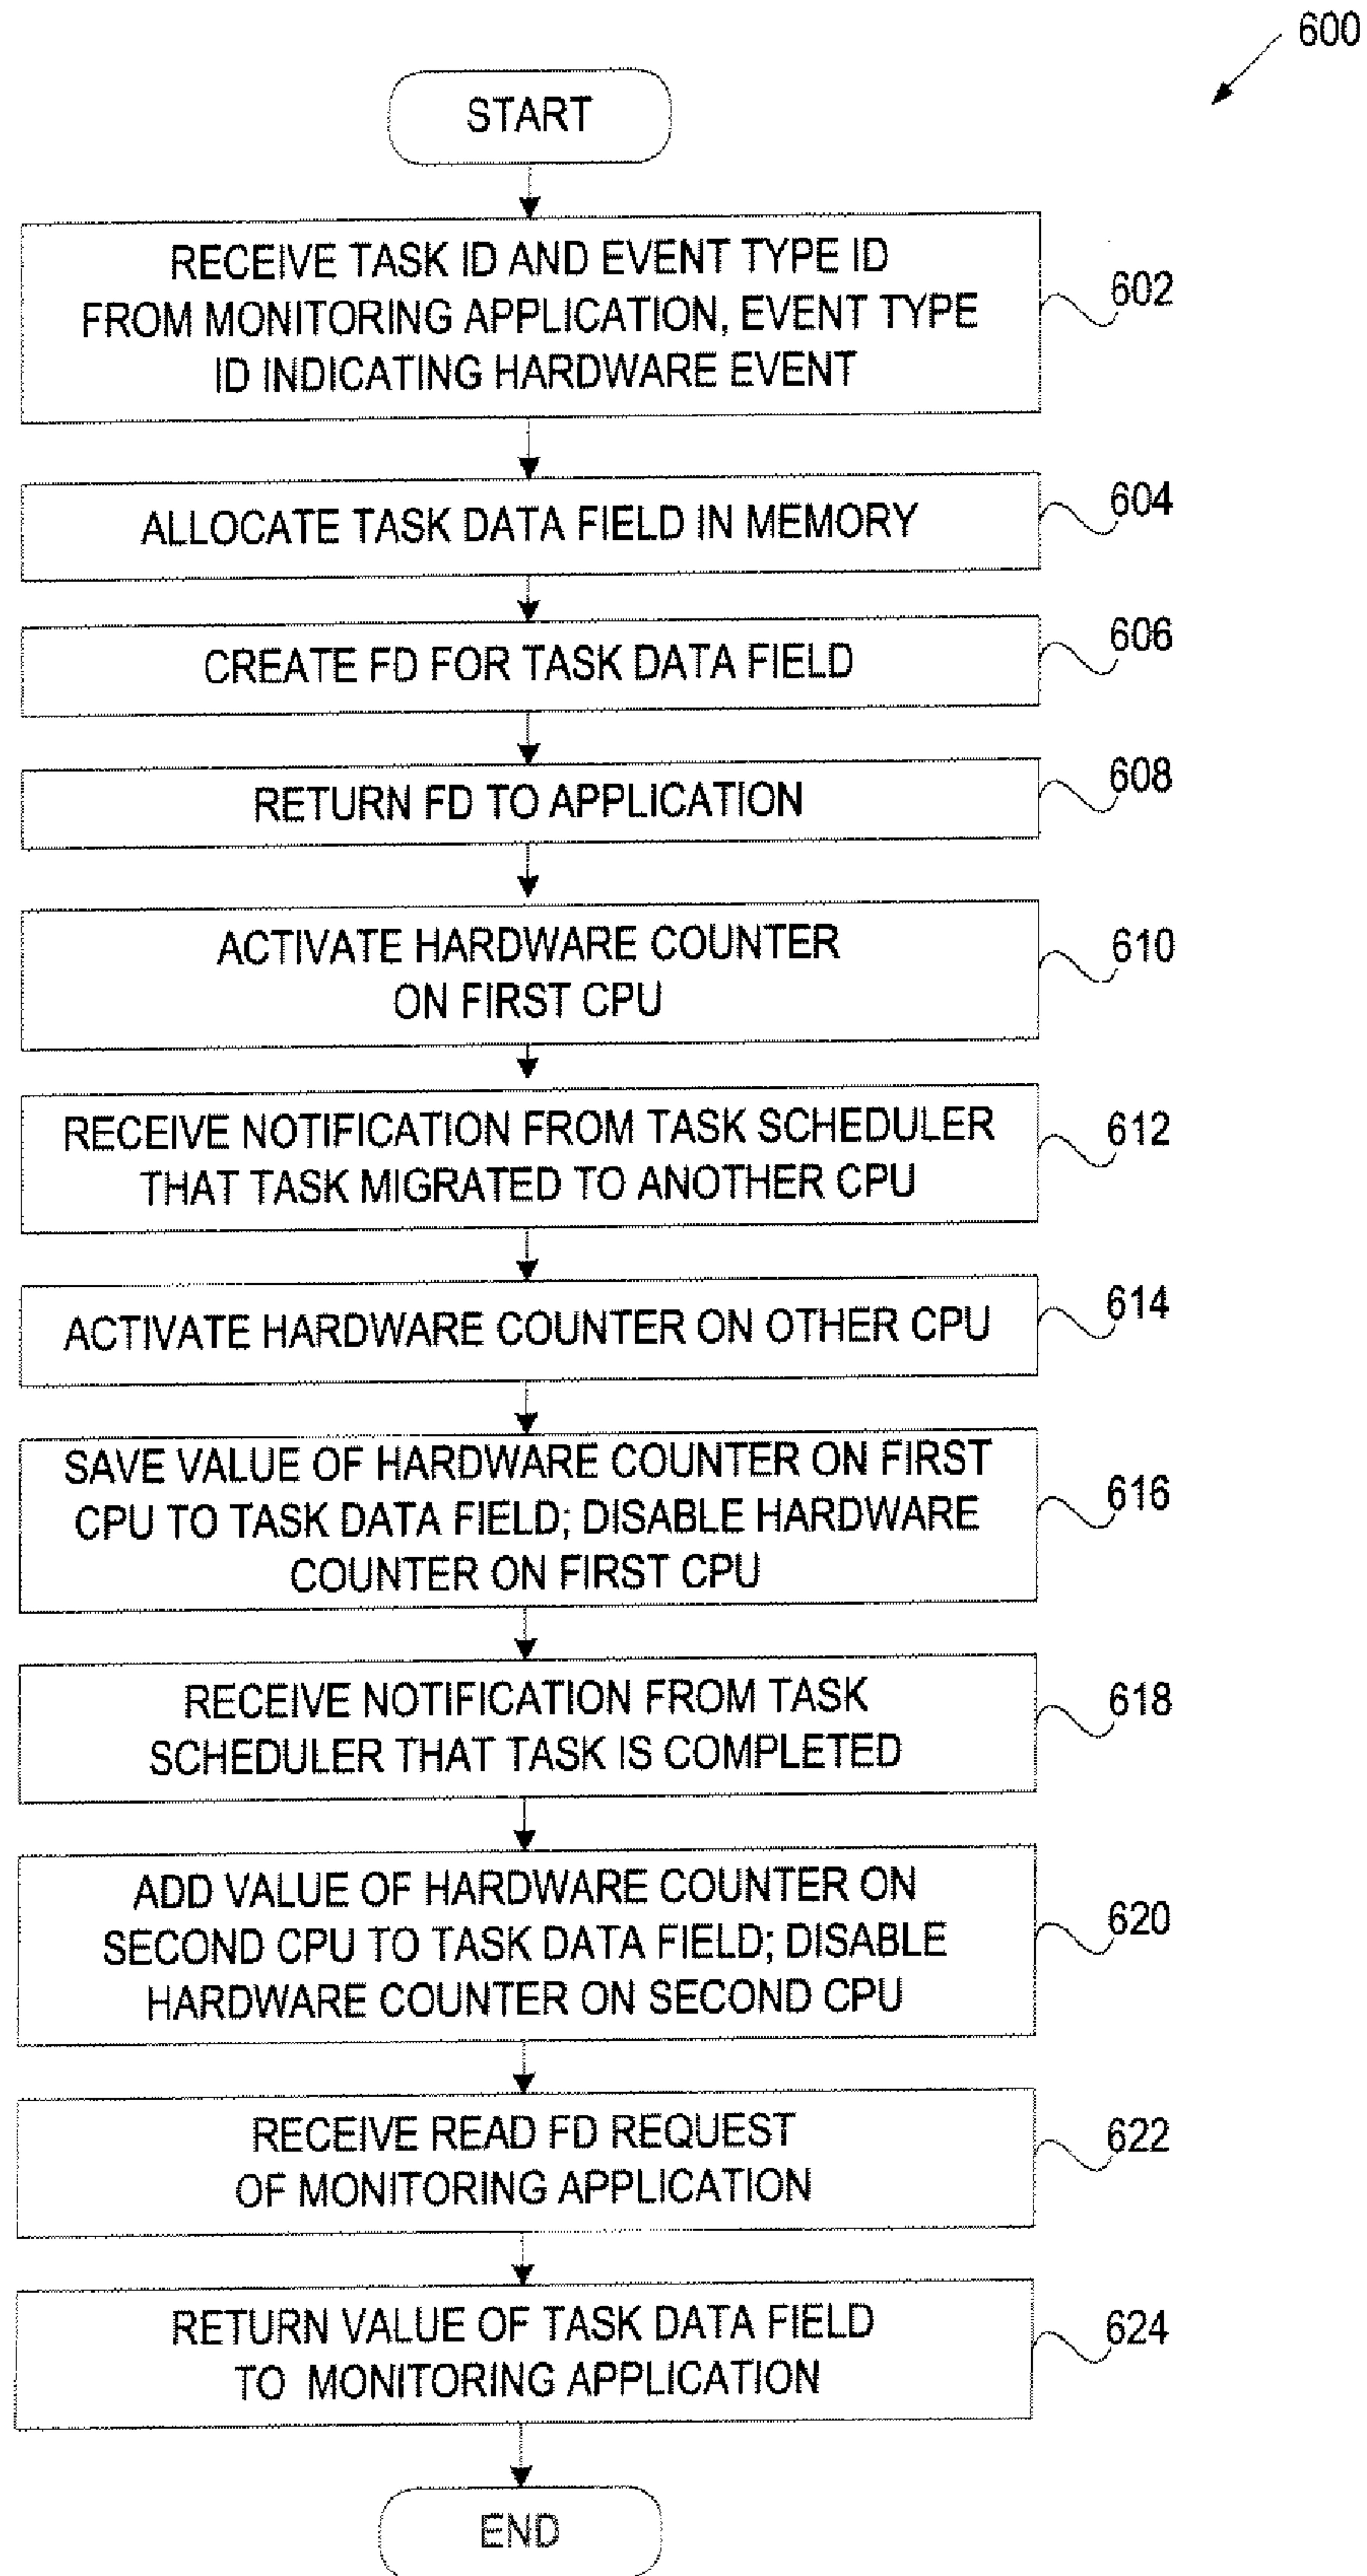 600
START
RECEIVE TASK ID AND EVENT TYPE ID
FROM MONITORING APPLICATION, EVENT TYPE
ID INDICATING HARDWARE EVENT
602
ALLOCATE TASK DATA FIELD IN MEMORY
604
CREATE FD FOR TASK DATA FIELD
606
RETURN FD TO APPLICATION
608
ACTIVATE HARDWARE COUNTER
ON FIRST CPU
610
RECEIVE NOTIFICATION FROM TASK SCHEDULER
THAT TASK MIGRATED TO ANOTHER CPU
612
ACTIVATE HARDWARE COUNTER ON OTHER CPU
614
SAVE VALUE OF HARDWARE COUNTER ON FIRST
CPU TO TASK DATA FIELD; DISABLE HARDWARE
COUNTER ON FIRST CPU
616
RECEIVE NOTIFICATION FROM TASK
SCHEDULER THAT TASK IS COMPLETED
618
ADD VALUE OF HARDWARE COUNTER ON
SECOND CPU TO TASK DATA FIELD; DISABLE
HARDWARE COUNTER ON SECOND CPU
620
RECEIVE READ FD REQUEST
OF MONITORING APPLICATION
622
RETURN VALUE OF TASK DATA FIELD
TO MONITORING APPLICATION
624
END